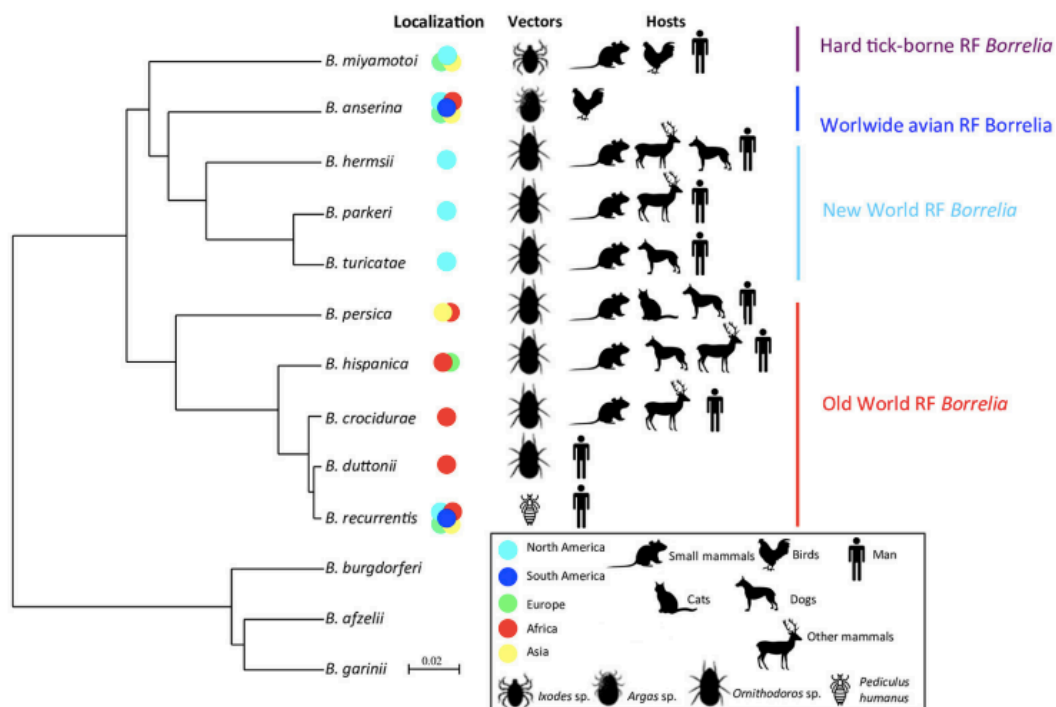 Localization Vectors Hosts
B. miyamotoi
Hard tick-borne RF Borrelia
B. anserina
Worlwide avian RF Borrelia
B. hermsii
B. parkeri
New World RF Borrelia
B. turicatae
B. persica
B. hispanica
B. crocidurae
Old World RF Borrelia
B. duttonii
B. recurrentis
B. burgdorferi
B. afzelii
B. garinii
0.02
North America
South America
Europe
Africa
Asia
Small mammals
Birds
Man
Cats
Dogs
Other mammals
Ixodes sp.
Argas sp.
Ornithodoros sp.
Pediculus
humanus